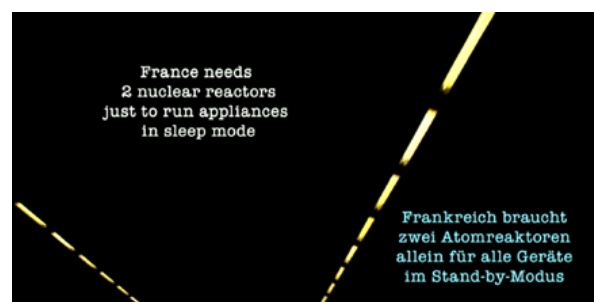 France needs
2 nuclear reactors
just to run appliances
in sleep mode
Frankreich braucht
zwei Atomreaktoren
allein für alle Geräte
im Stand-by-Modus